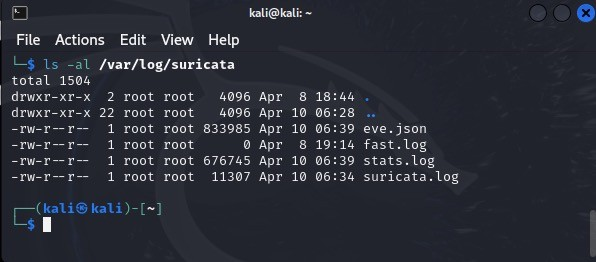 kali@kali: ~
File Actions Edit View Help
└─$ ls -al /var/log/suricata
total 1504
drwxr-xr-x  2 root root   4096 Apr  8 18:44 .
drwxr-xr-x 22 root root   4096 Apr 10 06:28 ..
-rw-r--r--  1 root root 833985 Apr 10 06:39 eve.json
-rw-r--r--  1 root root      0 Apr  8 19:14 fast.log
-rw-r--r--  1 root root 676745 Apr 10 06:39 stats.log
-rw-r--r--  1 root root  11307 Apr 10 06:34 suricata.log
┌──(kali㉿kali)-[~]
└─$